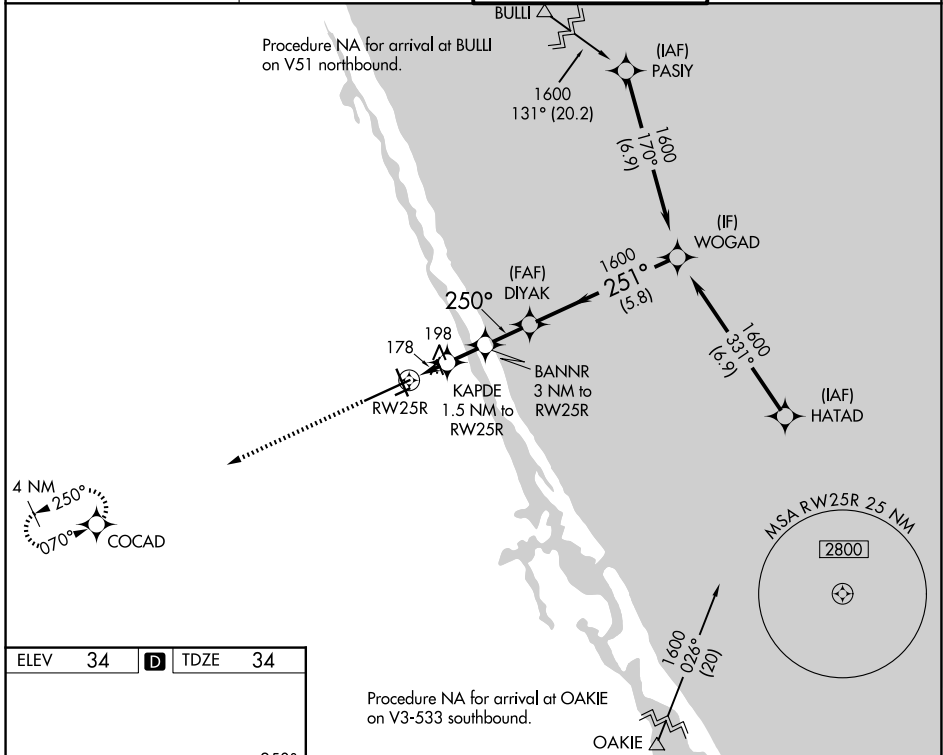 BULLI
Procedure NA for arrival at BULLI
on V51 northbound.
(IAF)
PASIY
1600
131° (20.2)
1600
170°
(6.9)
(IF)
WOGAD
1600
251°
(5.8)
(FAF)
DIYAK
250°
198
178
BANNR
3 NM to
RW25R
KAPDE
1.5 NM to
RW25R
RW25R
1600
331°
(6.9)
(IAF)
HATAD
4 NM
250°
070°
COCAD
MSA RW25R 25 NM
2800
1600
026°
(20)
ELEV 34 D TDZE 34
Procedure NA for arrival at OAKIE
on V3-533 southbound.
OAKIE